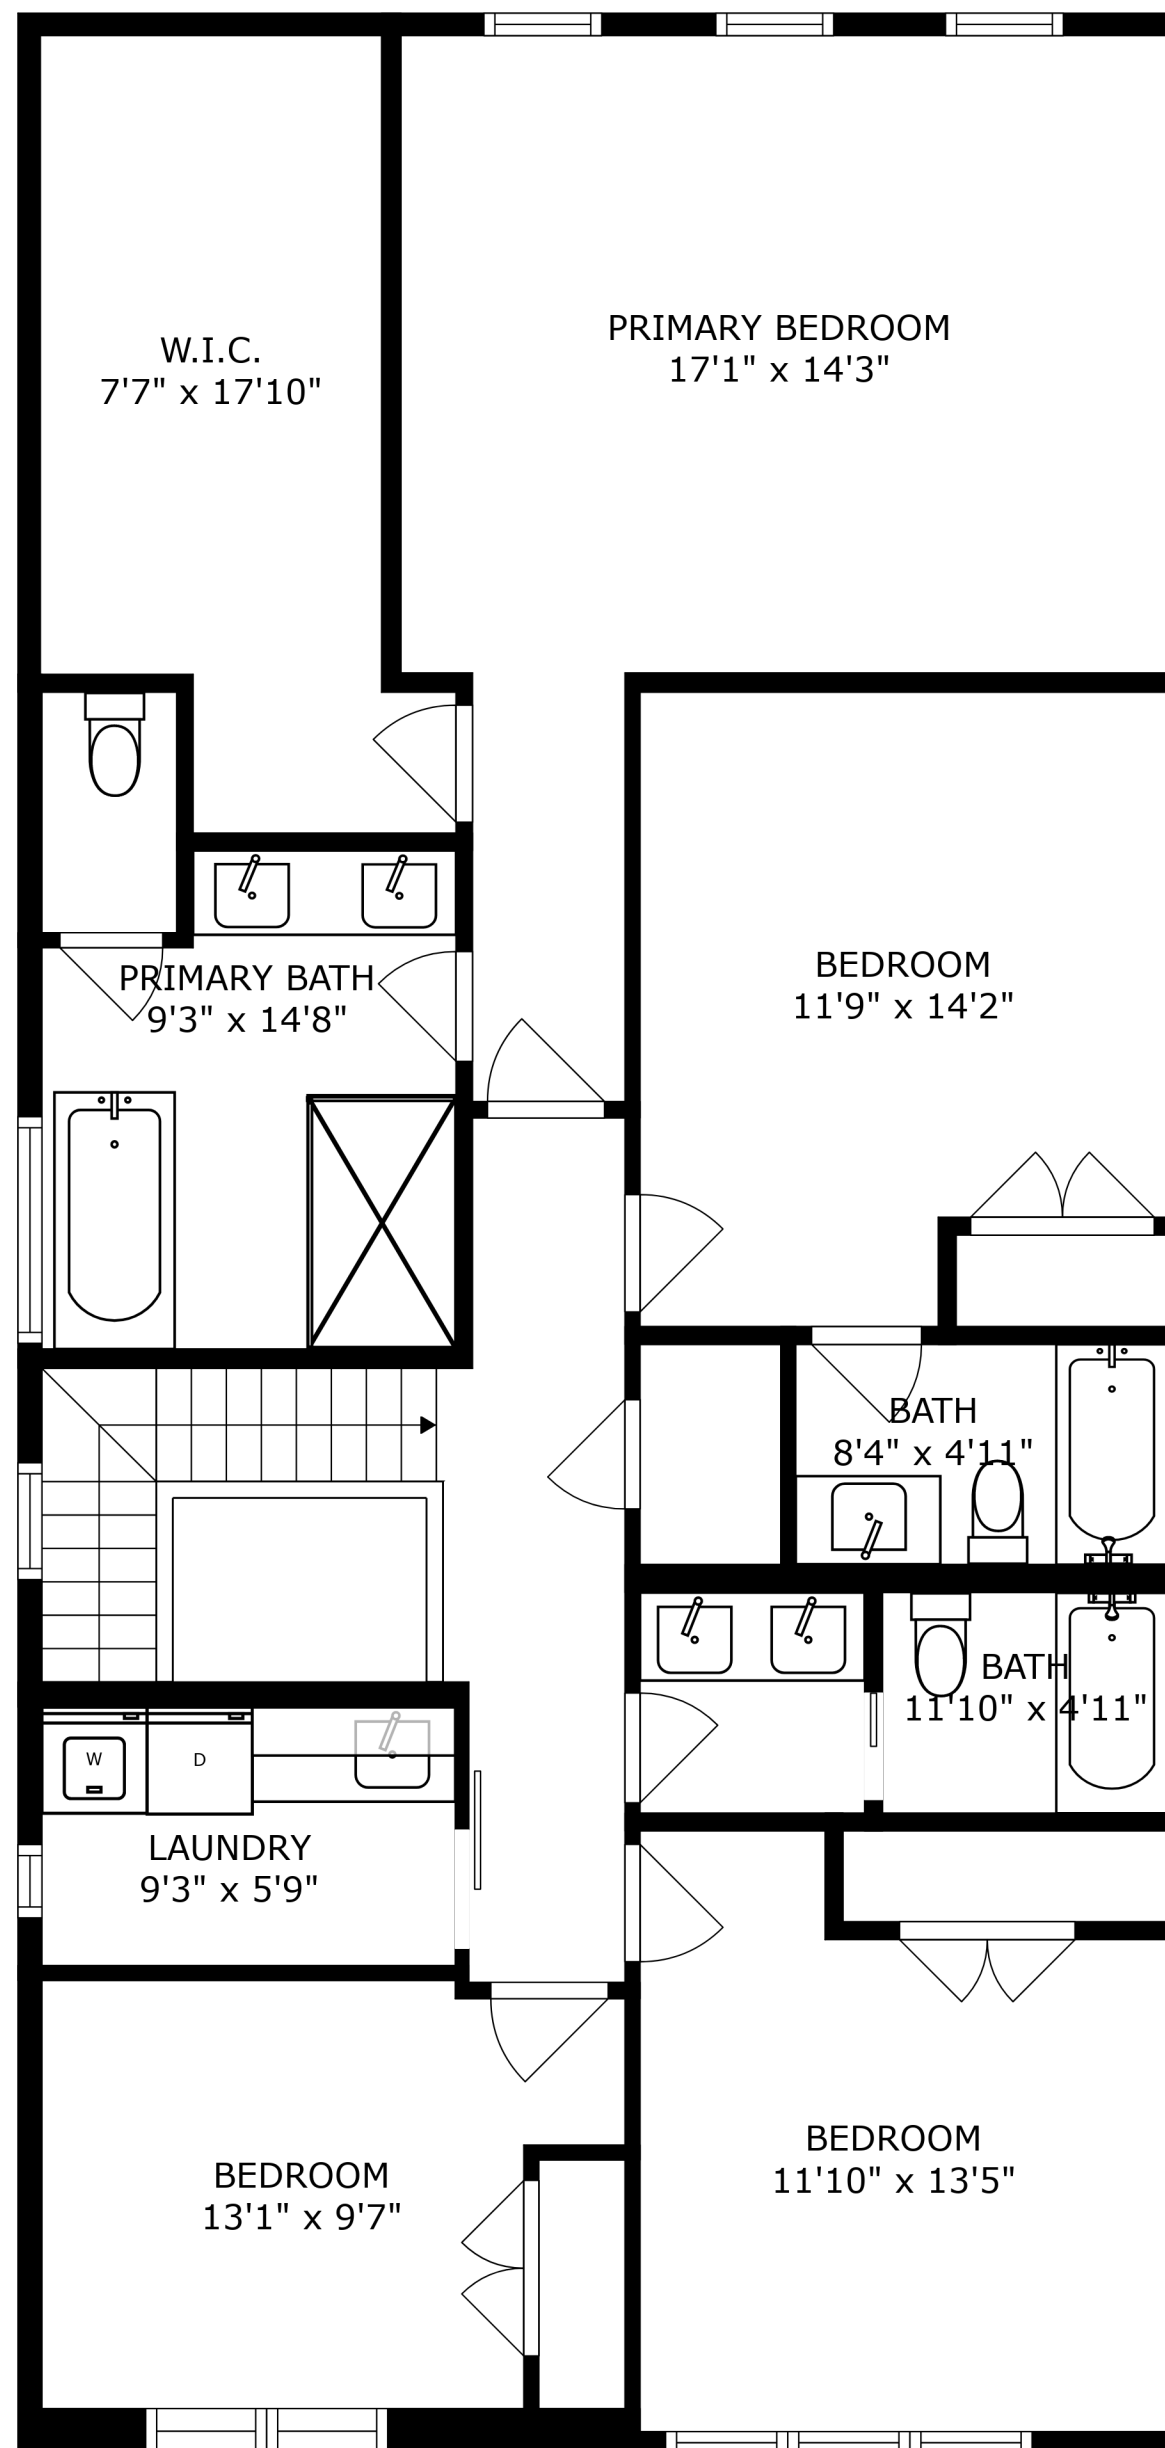 PRIMARY BEDROOM
17'1" x 14'3"
W.I.C.
7'7" x 17'10"
BEDROOM
11'9" x 14'2"
PRIMARY BATH
9'3" x 14'8"
BATH
8'4" x 4'11"
BATH
11'10" x 4'11"
W
D
LAUNDRY
9'3" x 5'9"
BEDROOM
11'10" x 13'5"
BEDROOM
13'1" x 9'7"